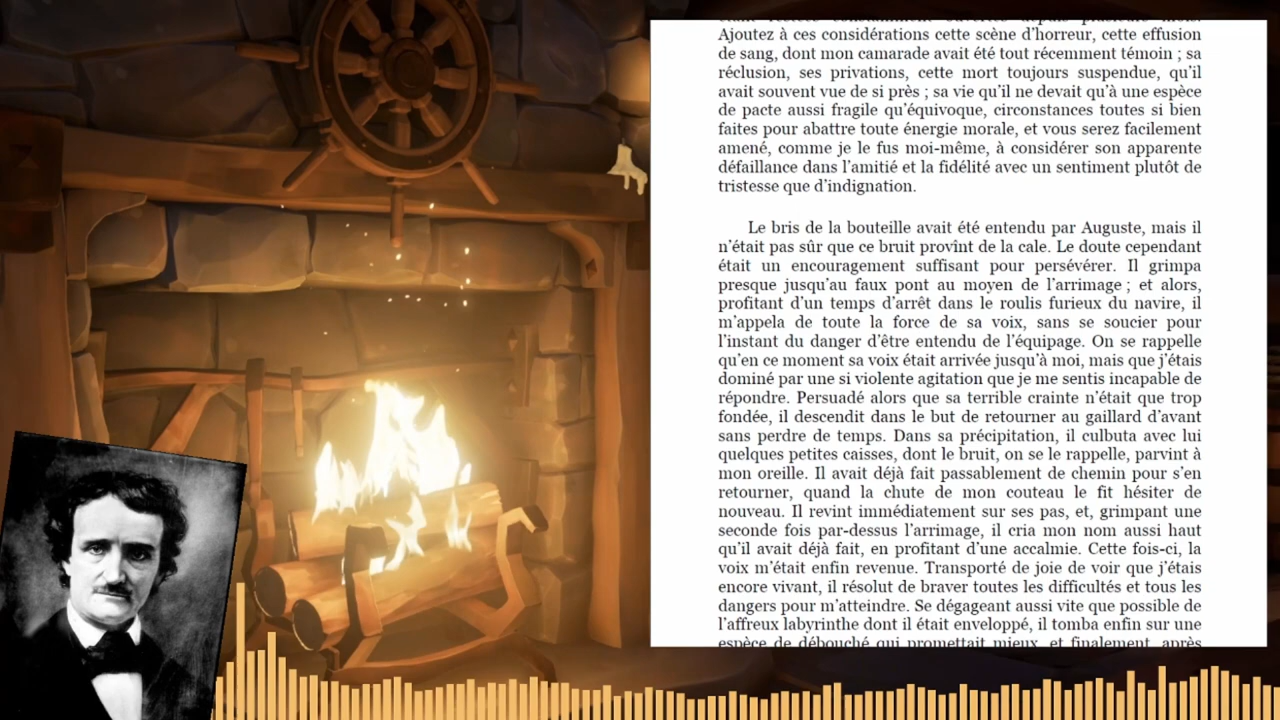 Ajoutez à ces considérations cette scène d’horreur, cette effusion
de sang, dont mon camarade avait été tout récemment témoin ; sa
réclusion, ses privations, cette mort toujours suspendue, qu’il
avait souvent vue de si près ; sa vie qu’il ne devait qu’à une espèce
de pacte aussi fragile qu’équivoque, circonstances toutes si bien
faites pour abattre toute énergie morale, et vous serez facilement
amené, comme je le fus moi-même, à considérer son apparente
défaillance dans l’amitié et la fidélité avec un sentiment plutôt de
tristesse que d’indignation.
Le bris de la bouteille avait été entendu par Auguste, mais il
n’était pas sûr que ce bruit provînt de la cale. Le doute cependant
était un encouragement suffisant pour persévérer. Il grimpa
presque jusqu’au faux pont au moyen de l’arrimage ; et alors,
profitant d’un temps d’arrêt dans le roulis furieux du navire, il
m’appela de toute la force de sa voix, sans se soucier pour
l’instant du danger d’être entendu de l’équipage. On se rappelle
qu’en ce moment sa voix était arrivée jusqu’à moi, mais que j’étais
dominé par une si violente agitation que je me sentis incapable de
répondre. Persuadé alors que sa terrible crainte n’était que trop
fondée, il descendit dans le but de retourner au gaillard d’avant
sans perdre de temps. Dans sa précipitation, il culbuta avec lui
quelques petites caisses, dont le bruit, on se le rappelle, parvint à
mon oreille. Il avait déjà fait passablement de chemin pour s’en
retourner, quand la chute de mon couteau le fit hésiter de
nouveau. Il revint immédiatement sur ses pas, et, grimpant une
seconde fois par-dessus l’arrimage, il cria mon nom aussi haut
qu’il avait déjà fait, en profitant d’une accalmie. Cette fois-ci, la
voix m’était enfin revenue. Transporté de joie de voir que j’étais
encore vivant, il résolut de braver toutes les difficultés et tous les
dangers pour m’atteindre. Se dégageant aussi vite que possible de
l’affreux labyrinthe dont il était enveloppé, il tomba enfin sur une
espèce de débouché qui promettait mieux, et finalement, après